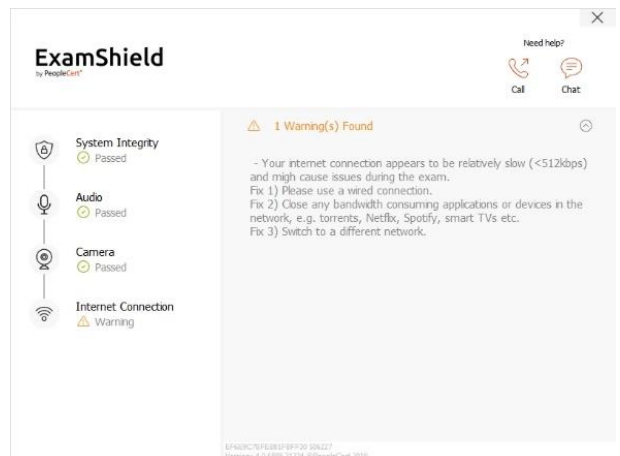 Need help?
ExamShield
by PeopleCert
Call
Chat
1 Warning(s) Found
System Integrity
Passed
Audio
Passed
Camera
Passed
Internet Connection
Warning
- Your internet connection appears to be relatively slow (<512kbps)
and migh cause issues during the exam.
Fix 1) Please use a wired connection.
Fix 2) Close any bandwidth consuming applications or devices in the
network, e.g. torrents, Netflix, Spotify, smart TVs etc.
Fix 3) Switch to a different network.